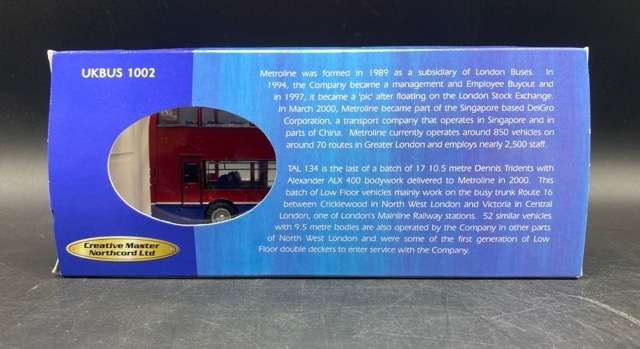 UKBUS 1002
Metroline was formed in 1989 as a subsidiary of London Buses. In
1994, the Company became a management and Employee Buyout and
in 1997, it became a 'plc' after floating on the London Stock Exchange.
In March 2000, Metroline became part of the Singapore based DelGro
Corporation, a transport company that operates in Singapore and in
parts of China. Metroline currently operates around 850 vehicles on
around 70 routes in Greater London and employs nearly 2,500 staff.
TAL 134 is the last of a batch of 17 10.5 metre Dennis Tridents with
Alexander ALX 400 bodywork delivered to Metroline in 2000. This
batch of Low Floor vehicles mainly work on the busy trunk Route 16
between Cricklewood in North West London and Victoria in Central
London, one of London's Mainline Railway stations. 52 similar vehicles
with 9.5 metre bodies are also operated by the Company in other parts
of North West London and were some of the first generation of Low
Floor double deckers to enter service with the Company.
Creative Master
Northcord Ltd